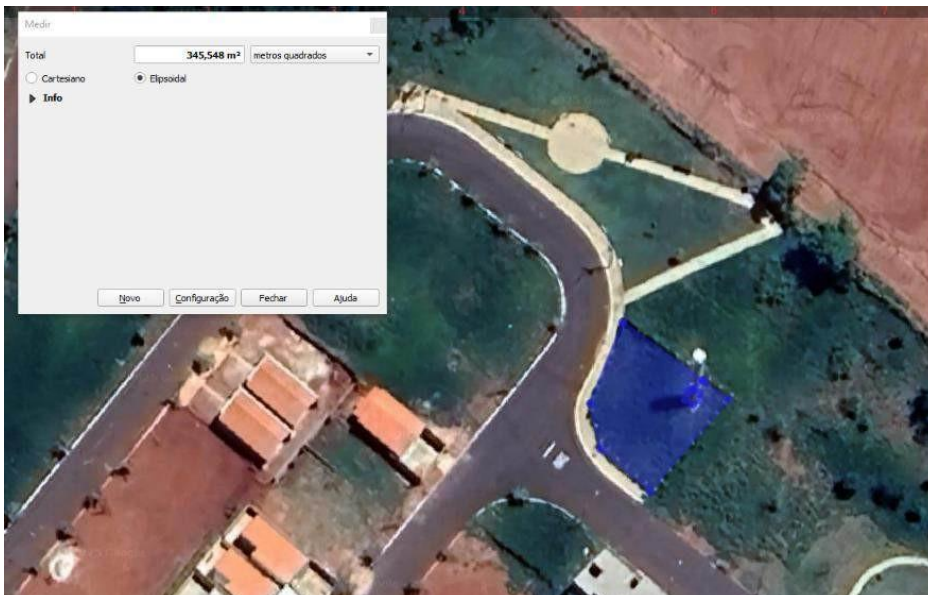 Medir
Total 345,548 m² metros quadrados
Cartesiano Elipsoidal
Info
Novo Configuração Fechar Ajuda